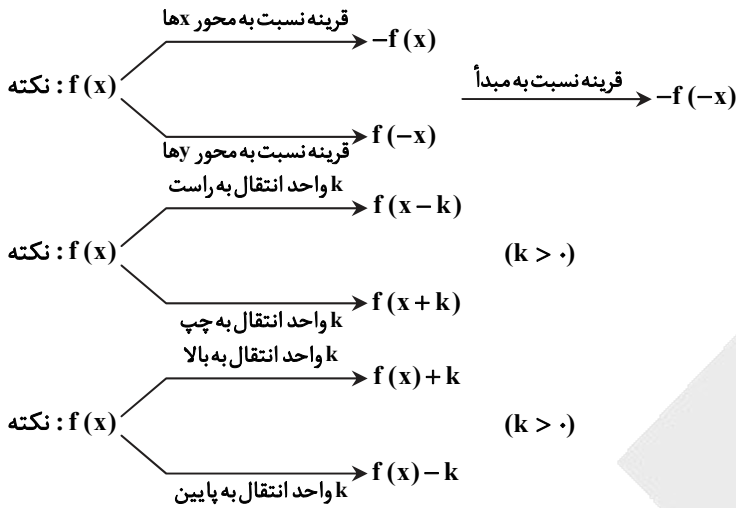 قرینه نسبت به محور xها
–f (x)
نکته : f (x)
قرینه نسبت به مبدأ
–f (–x)
f (–x)
قرینه نسبت به محور yها
k واحد انتقال به راست
f (x – k)
نکته : f (x)
(k > ۰)
f (x + k)
k واحد انتقال به چپ
k واحد انتقال به بالا
f (x) + k
نکته : f (x)
(k > ۰)
f (x) – k
k واحد انتقال به پایین